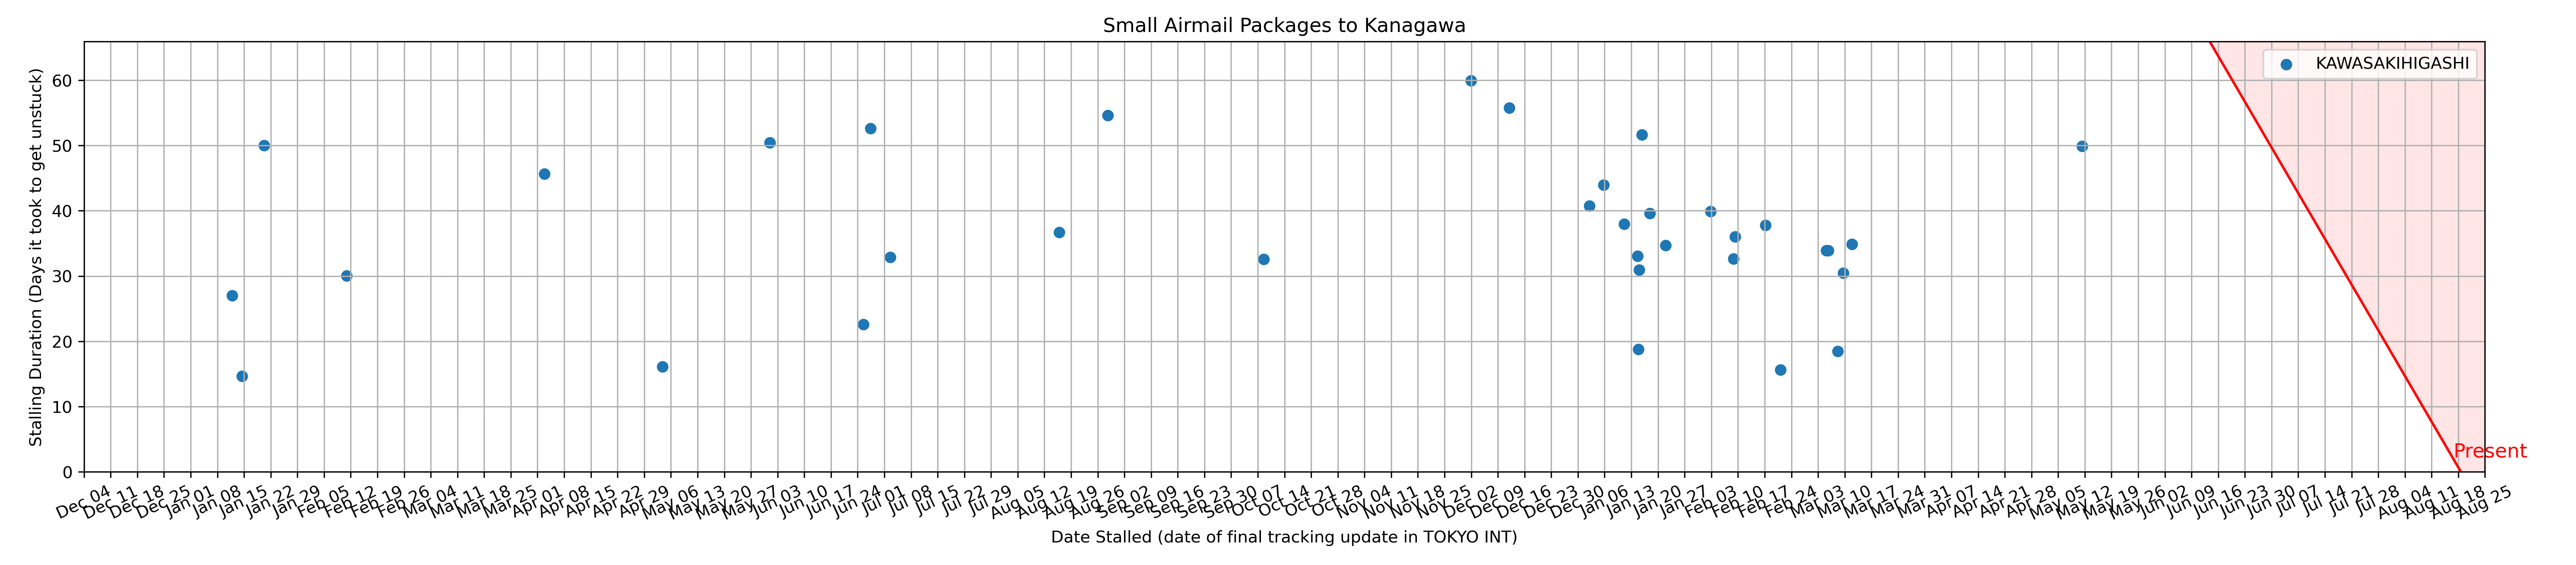 Small Airmail Packages to Kanagawa
KAWASAKIHIGASHI
Stalling Duration (Days it took to get unstuck)
60
50
40
30
20
10
0
Present
Dec 04
Dec 11
Dec 18
Dec 25
Jan 01
Jan 08
Jan 15
Jan 22
Jan 29
Feb 05
Feb 12
Feb 19
Feb 26
Mar 04
Mar 11
Mar 18
Mar 25
Apr 01
Apr 08
Apr 15
Apr 22
Apr 29
May 06
May 13
May 20
May 27
Jun 03
Jun 10
Jun 17
Jun 24
Jul 01
Jul 08
Jul 15
Jul 22
Jul 29
Aug 05
Aug 12
Aug 19
Aug 26
Sep 02
Sep 09
Sep 16
Sep 23
Sep 30
Oct 07
Oct 14
Oct 21
Oct 28
Nov 04
Nov 11
Nov 18
Nov 25
Dec 02
Dec 09
Dec 16
Dec 23
Dec 30
Jan 06
Jan 13
Jan 20
Jan 27
Feb 03
Feb 10
Feb 17
Feb 24
Mar 03
Mar 10
Mar 17
Mar 24
Mar 31
Apr 07
Apr 14
Apr 21
Apr 28
May 05
May 12
May 19
May 26
Jun 02
Jun 09
Jun 16
Jun 23
Jun 30
Jul 07
Jul 14
Jul 21
Jul 28
Aug 04
Aug 11
Aug 18
Aug 25
Date Stalled (date of final tracking update in TOKYO INT)